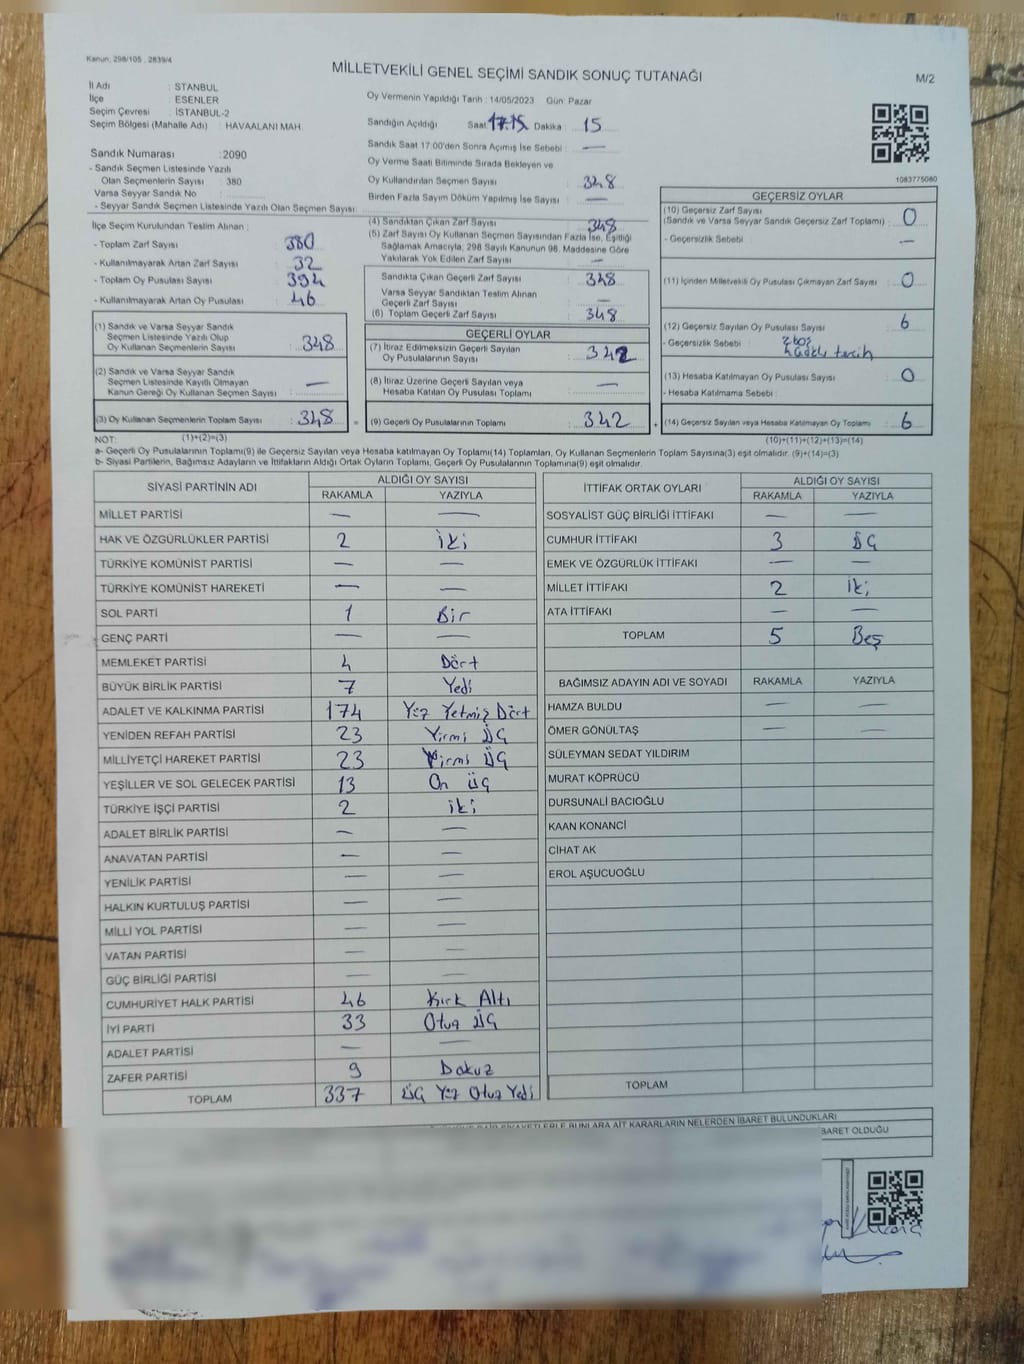 Kanun, 298/105 , 2839/4
MİLLETVEKİLİ GENEL SEÇİMİ SANDIK SONUÇ TUTANAĞI
M/2
İl Adı : İSTANBUL
İlçe : ESENLER
Seçim Çevresi : İSTANBUL-2
Seçim Bölgesi (Mahalle Adı) : HAVAALANI MAH.
Sandık Numarası : 2090
- Sandık Seçmen Listesinde Yazılı
Olan Seçmenlerin Sayısı : 380
Varsa Seyyar Sandık No :
- Seyyar Sandık Seçmen Listesinde Yazılı Olan Seçmen Sayısı:
İlçe Seçim Kurulundan Teslim Alınan :
- Toplam Zarf Sayısı : 380
- Kullanılmayarak Artan Zarf Sayısı : 32
- Toplam Oy Pusulası Sayısı : 394
- Kullanılmayarak Artan Oy Pusulası : 46
(1) Sandık ve Varsa Seyyar Sandık
Seçmen Listesinde Yazılı Olup
Oy Kullanan Seçmenlerin Sayısı : 348
(2) Sandık ve Varsa Seyyar Sandık
Seçmen Listesinde Kayıtlı Olmayan
Kanun Gereği Oy Kullanan Seçmen Sayısı : —
(3) Oy Kullanan Seçmenlerin Toplam Sayısı : 348 =
Oy Vermenin Yapıldığı Tarih : 14/05/2023 Gün: Pazar
Sandığın Açıldığı Saat 17:15 Dakika 15
Sandık Saat 17:00'den Sonra Açılmış İse Sebebi : —
Oy Verme Saati Bitiminde Sırada Bekleyen ve
Oy Kullandırılan Seçmen Sayısı : 348
Birden Fazla Sayım Döküm Yapılmış İse Sayısı : —
(4) Sandıktan Çıkan Zarf Sayısı : 348
(5) Zarf Sayısı Oy Kullanan Seçmen Sayısından Fazla İse, Eşitliği
Sağlamak Amacıyla, 298 Sayılı Kanunun 98. Maddesine Göre
Yakılarak Yok Edilen Zarf Sayısı : —
Sandıkta Çıkan Geçerli Zarf Sayısı : 348
Varsa Seyyar Sandıktan Teslim Alınan
Geçerli Zarf Sayısı : —
(6) Toplam Geçerli Zarf Sayısı : 348
GEÇERLİ OYLAR
(7) İtiraz Edilmeksizin Geçerli Sayılan
Oy Pusulalarının Sayısı : 342
(8) İtiraz Üzerine Geçerli Sayılan veya
Hesaba Katılan Oy Pusulası Toplamı : —
(9) Geçerli Oy Pusulalarının Toplamı : 342 +
1083775060
GEÇERSİZ OYLAR
(10) Geçersiz Zarf Sayısı
(Sandık ve Varsa Seyyar Sandık Geçersiz Zarf Toplamı) : 0
- Geçersizlik Sebebi : —
(11) İçinden Milletvekili Oy Pusulası Çıkmayan Zarf Sayısı : 0
(12) Geçersiz Sayılan Oy Pusulası Sayısı : 6
- Geçersizlik Sebebi : 2 boş
tercih
(13) Hesaba Katılmayan Oy Pusulası Sayısı : 0
- Hesaba Katılmama Sebebi :
(14) Geçersiz Sayılan veya Hesaba Katılmayan Oy Toplamı : 6
NOT: (1)+(2)=(3) (10)+(11)+(12)+(13)=(14)
a- Geçerli Oy Pusulalarının Toplamı(9) ile Geçersiz Sayılan veya Hesaba katılmayan Oy Toplamı(14) Toplamları, Oy Kullanan Seçmenlerin Toplam Sayısına(3) eşit olmalıdır. (9)+(14)=(3)
b- Siyasi Partilerin, Bağımsız Adayların ve İttifakların Aldığı Ortak Oyların Toplamı, Geçerli Oy Pusulalarının Toplamına(9) eşit olmalıdır.
SİYASİ PARTİNİN ADI ALDIĞI OY SAYISI
RAKAMLA YAZIYLA
MİLLET PARTİSİ — —
HAK VE ÖZGÜRLÜKLER PARTİSİ 2 iki
TÜRKİYE KOMÜNİST PARTİSİ — —
TÜRKİYE KOMÜNİST HAREKETİ — —
SOL PARTİ 1 Bir
GENÇ PARTİ — —
MEMLEKET PARTİSİ 4 Dört
BÜYÜK BİRLİK PARTİSİ 7 Yedi
ADALET VE KALKINMA PARTİSİ 174 Yüz Yetmiş Dört
YENİDEN REFAH PARTİSİ 23 Yirmi Üç
MİLLİYETÇİ HAREKET PARTİSİ 23 Yirmi Üç
YEŞİLLER VE SOL GELECEK PARTİSİ 13 On Üç
TÜRKİYE İŞÇİ PARTİSİ 2 iki
ADALET BİRLİK PARTİSİ — —
ANAVATAN PARTİSİ — —
YENİLİK PARTİSİ — —
HALKIN KURTULUŞ PARTİSİ — —
MİLLİ YOL PARTİSİ — —
VATAN PARTİSİ — —
GÜÇ BİRLİĞİ PARTİSİ — —
CUMHURİYET HALK PARTİSİ 46 Kırk Altı
İYİ PARTİ 33 Otuz Üç
ADALET PARTİSİ — —
ZAFER PARTİSİ 9 Dokuz
TOPLAM 337 Üç Yüz Otuz Yedi
İTTİFAK ORTAK OYLARI ALDIĞI OY SAYISI
RAKAMLA YAZIYLA
SOSYALİST GÜÇ BİRLİĞİ İTTİFAKI — —
CUMHUR İTTİFAKI 3 Üç
EMEK VE ÖZGÜRLÜK İTTİFAKI — —
MİLLET İTTİFAKI 2 iki
ATA İTTİFAKI — —
TOPLAM 5 Beş
BAĞIMSIZ ADAYIN ADI VE SOYADI RAKAMLA YAZIYLA
HAMZA BULDU — —
ÖMER GÖNÜLTAŞ — —
SÜLEYMAN SEDAT YILDIRIM
MURAT KÖPRÜCÜ
DURSUNALİ BACIOĞLU
KAAN KONANCİ
CİHAT AK
EROL AŞUCUOĞLU
TOPLAM
BUNLARA AİT KARARLARIN NELERDEN İBARET BULUNDUKLARI
BARET OLDUĞU